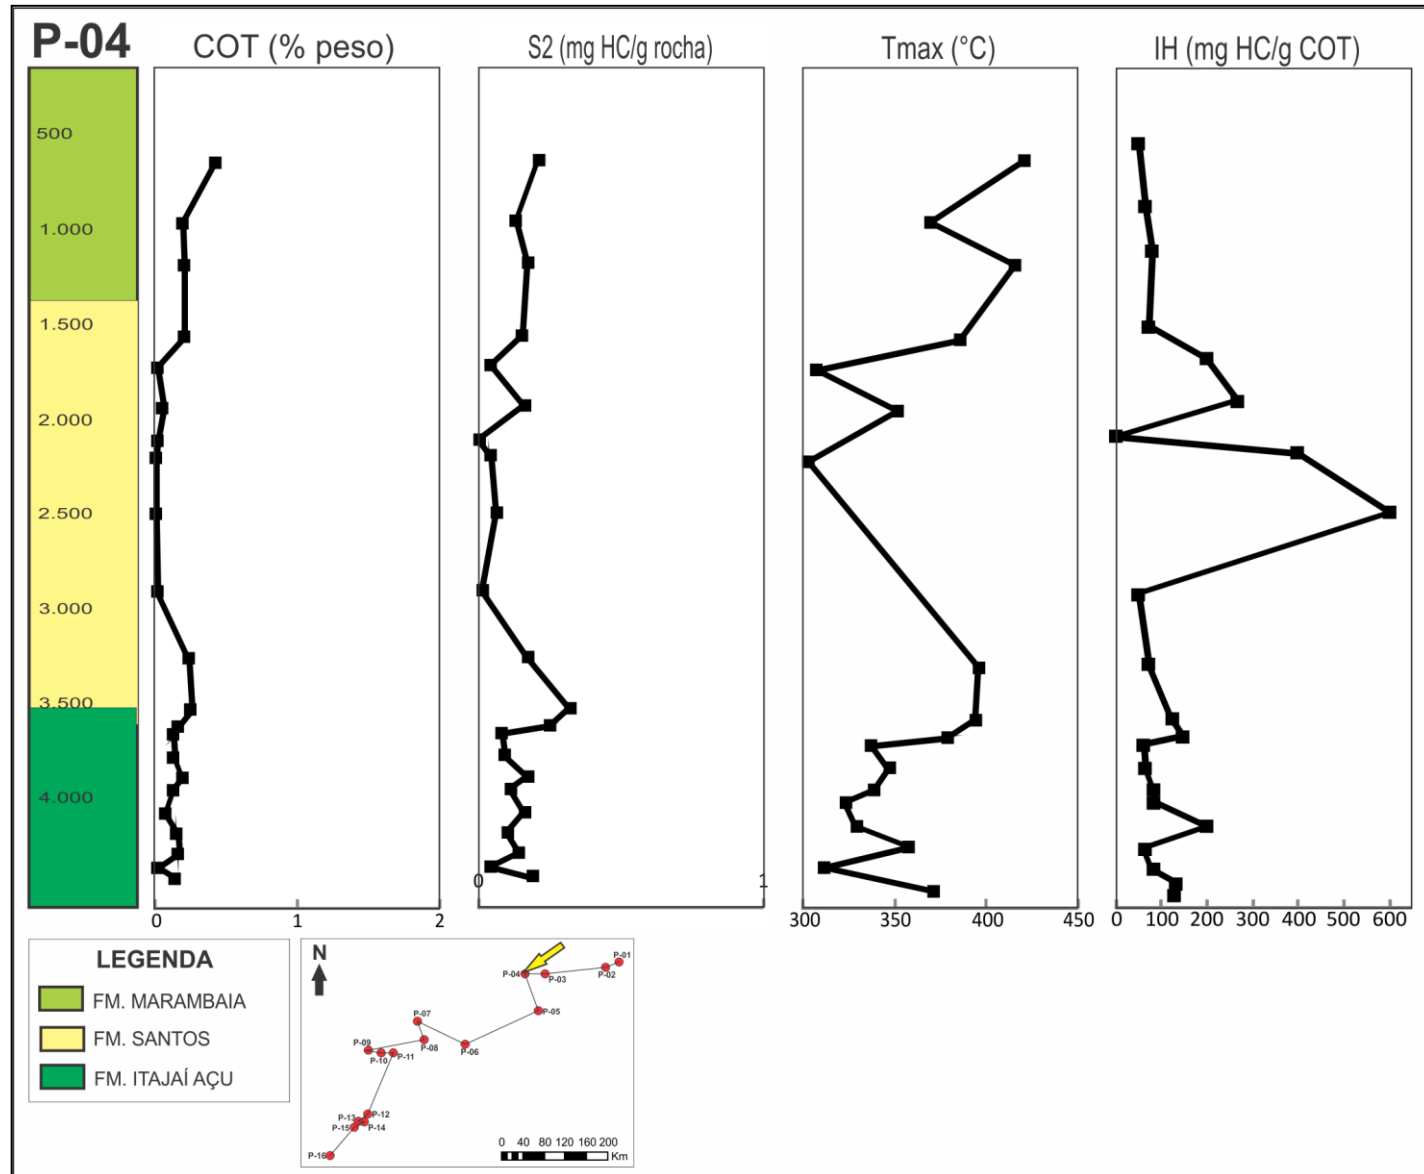 P-04
COT (% peso)
S2 (mg HC/g rocha)
Tmax (°C)
IH (mg HC/g COT)
500
1.000
1.500
2.000
2.500
3.000
3.500
4.000
0 1 2
0 1
300 350 400 450
0 100 200 300 400 500 600
LEGENDA
FM. MARAMBAIA
FM. SANTOS
FM. ITAJAÍ AÇU
N
P-01
P-02
P-04
P-03
P-05
P-07
P-08
P-06
P-09
P-10
P-11
P-12
P-13
P-14
P-15
P-16
0 40 80 120 160 200
Km